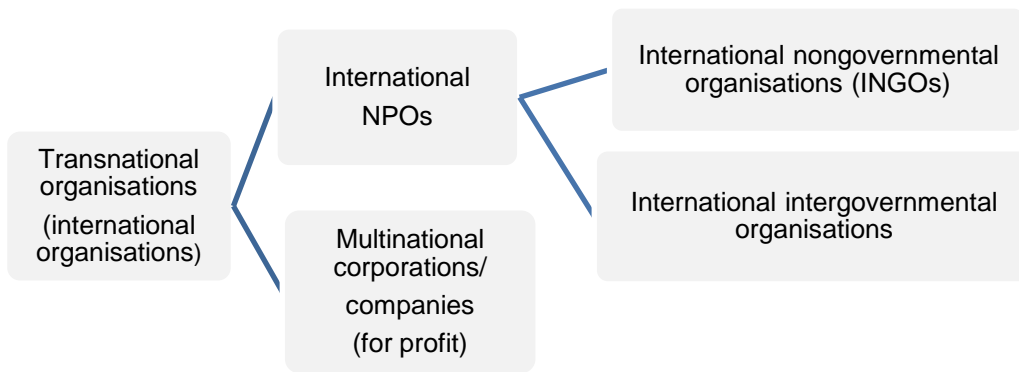 Transnational
organisations
(international
organisations)
International
NPOs
Multinational
corporations/
companies
(for profit)
International nongovernmental
organisations (INGOs)
International intergovernmental
organisations